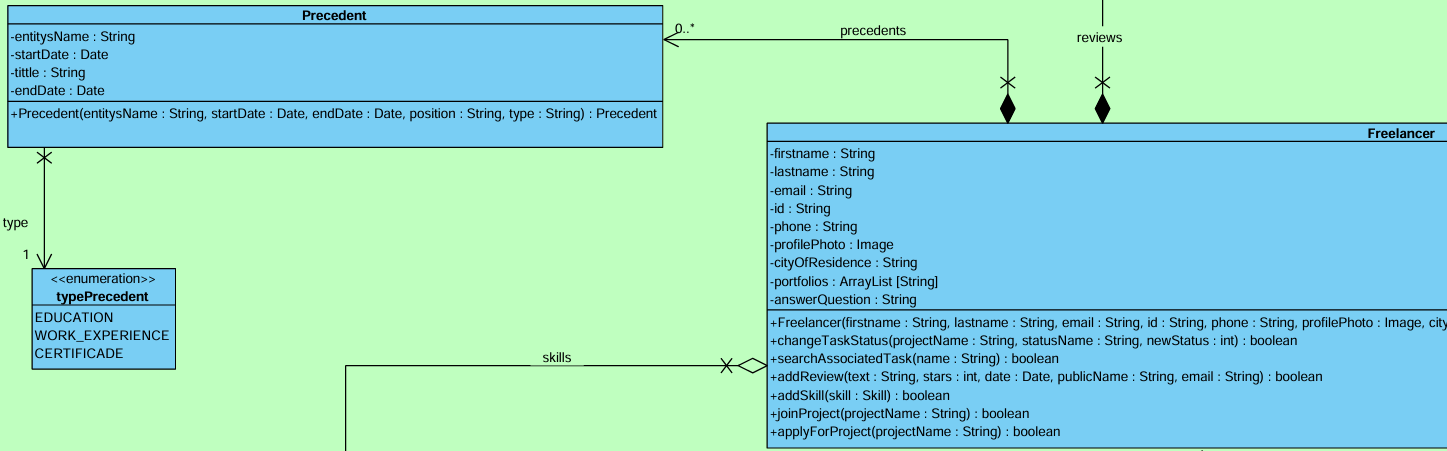 Precedent
-entitysName : String
-startDate : Date
-tittle : String
-endDate : Date
+Precedent(entitysName : String, startDate : Date, endDate : Date, position : String, type : String) : Precedent
0..*
precedents
reviews
type
1
<<enumeration>>
typePrecedent
EDUCATION
WORK_EXPERIENCE
CERTIFICADE
skills
Freelancer
-firstname : String
-lastname : String
-email : String
-id : String
-phone : String
-profilePhoto : Image
-cityOfResidence : String
-portfolios : ArrayList [String]
-answerQuestion : String
+Freelancer(firstname : String, lastname : String, email : String, id : String, phone : String, profilePhoto : Image, city
+changeTaskStatus(projectName : String, statusName : String, newStatus : int) : boolean
+searchAssociatedTask(name : String) : boolean
+addReview(text : String, stars : int, date : Date, publicName : String, email : String) : boolean
+addSkill(skill : Skill) : boolean
+joinProject(projectName : String) : boolean
+applyForProject(projectName : String) : boolean